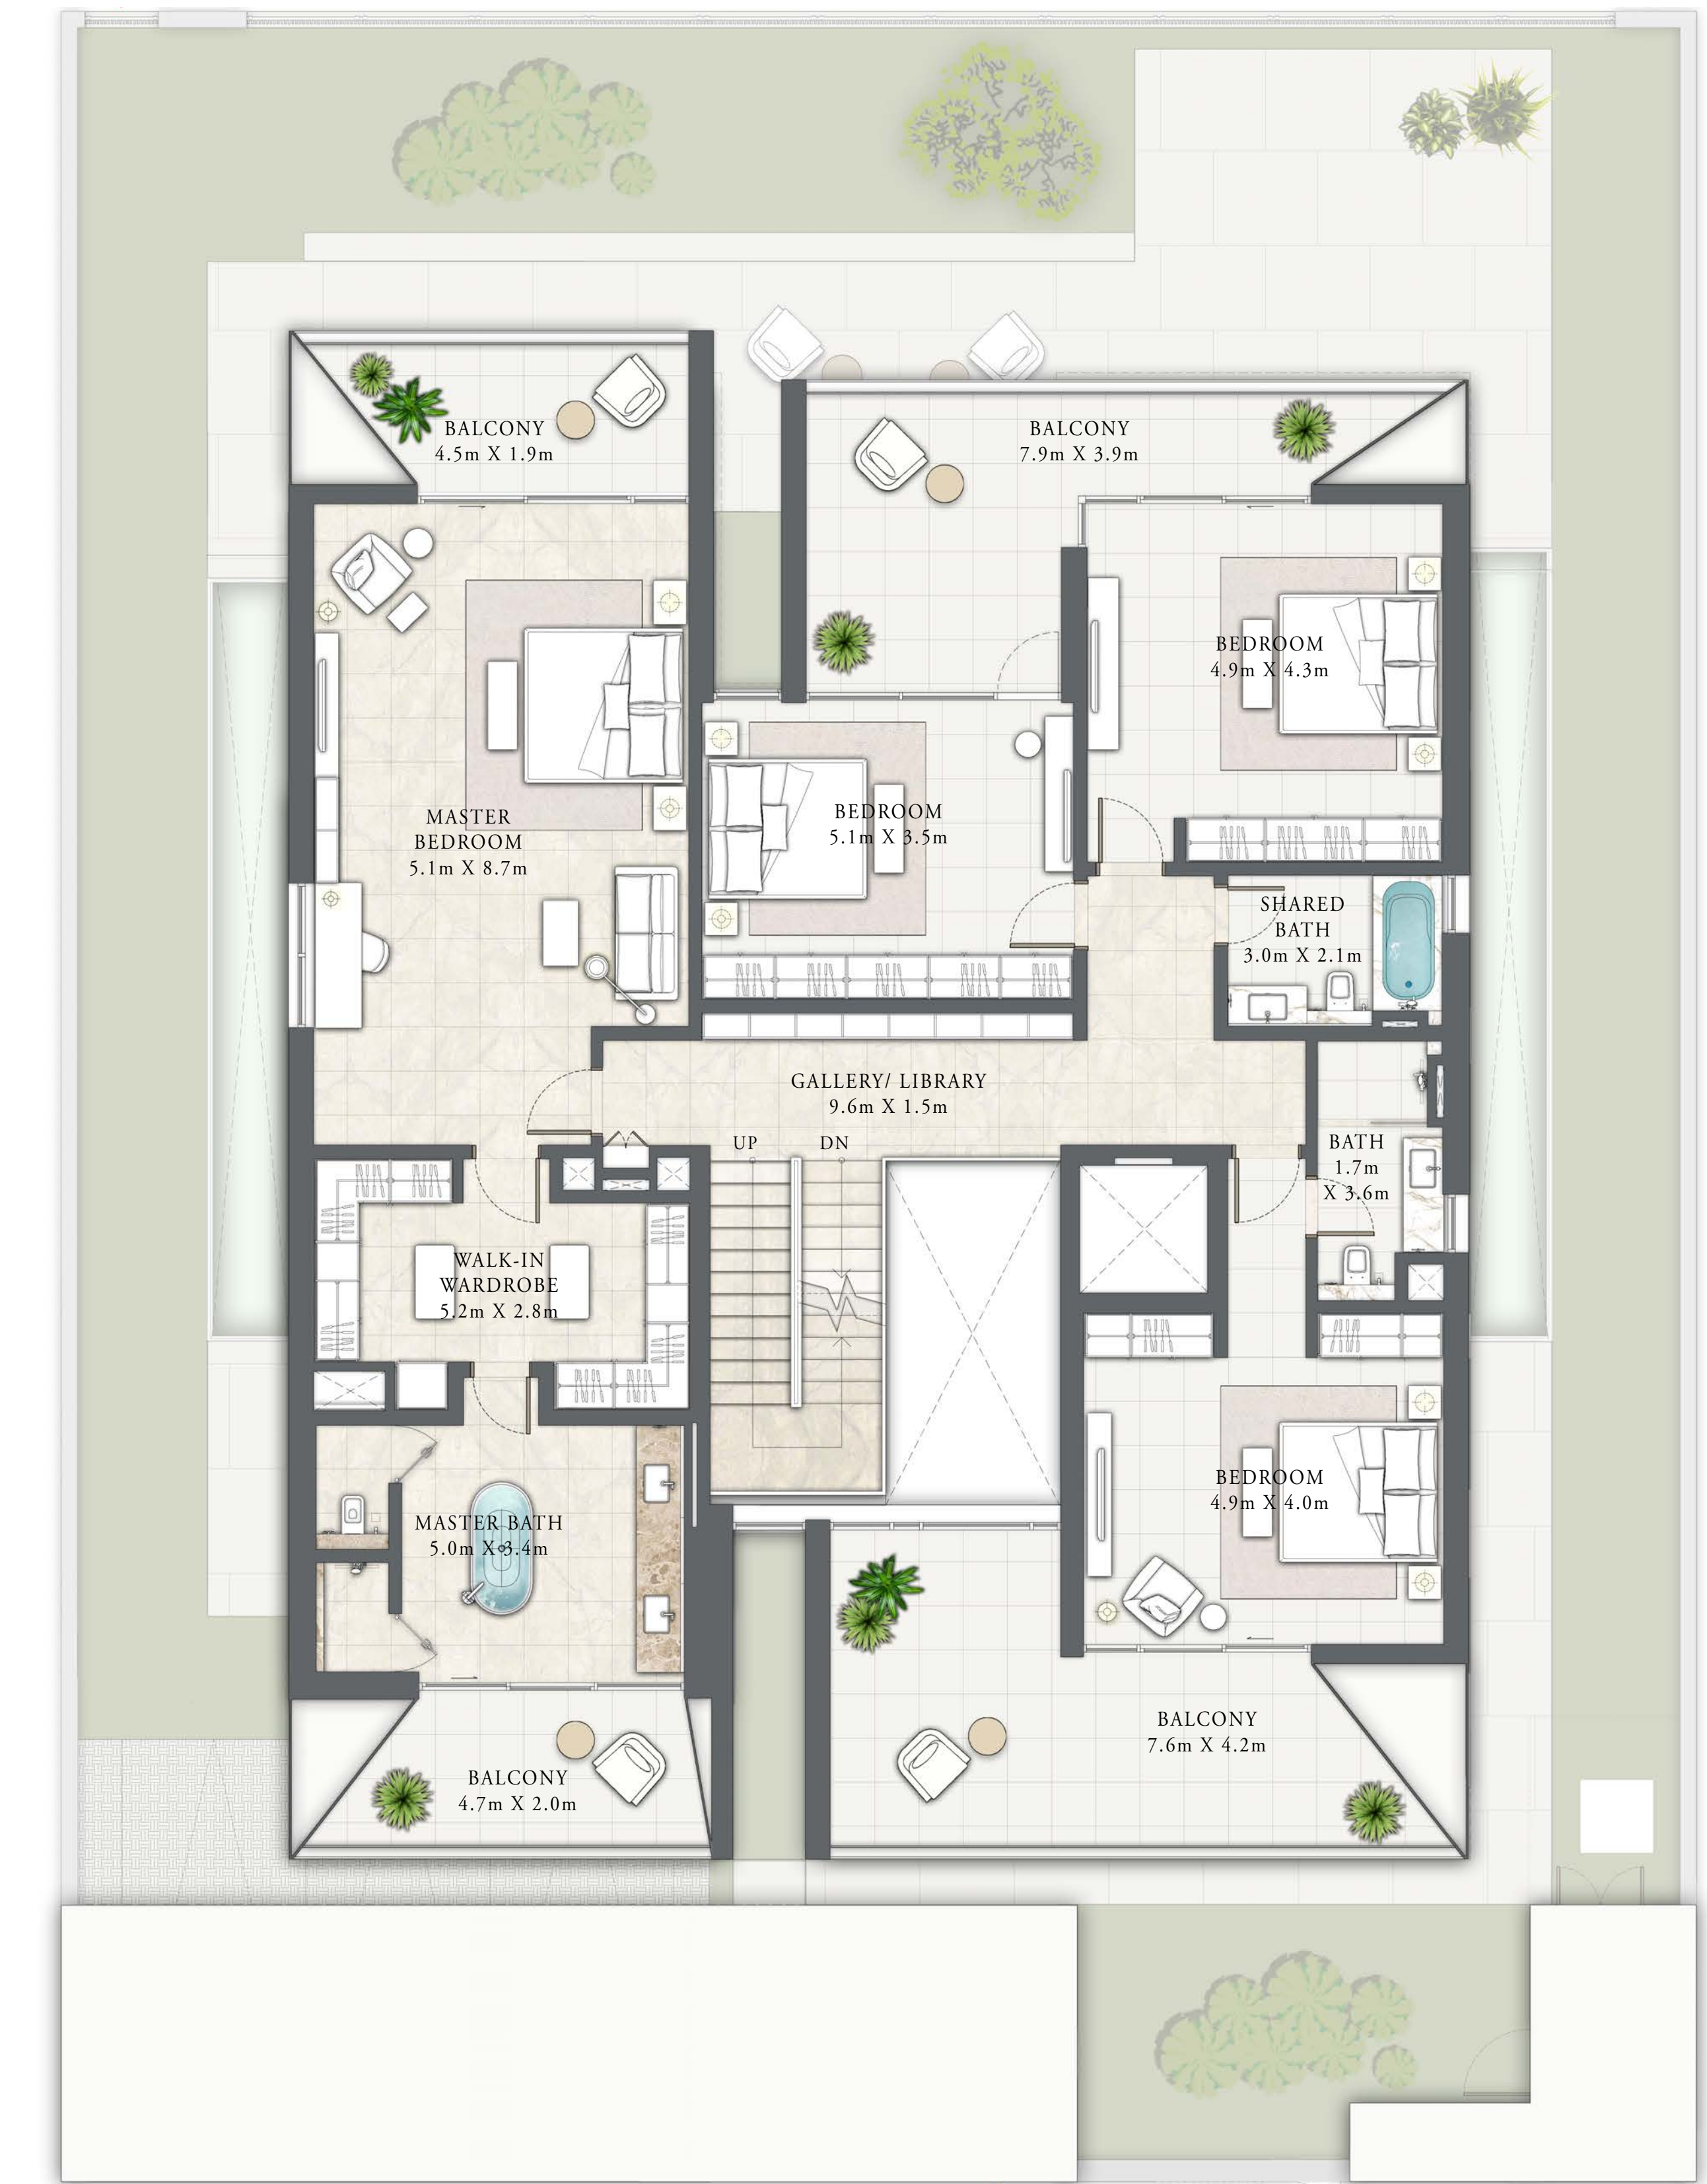 BALCONY
4.5m X 1.9m
BALCONY
7.9m X 3.9m
BEDROOM
4.9m X 4.3m
MASTER
BEDROOM
5.1m X 8.7m
BEDROOM
5.1m X 3.5m
SHARED
BATH
3.0m X 2.1m
GALLERY/ LIBRARY
9.6m X 1.5m
UP
DN
BATH
1.7m
X 3.6m
WALK-IN
WARDROBE
5.2m X 2.8m
BEDROOM
4.9m X 4.0m
MASTER BATH
5.0m X 3.4m
BALCONY
7.6m X 4.2m
BALCONY
4.7m X 2.0m